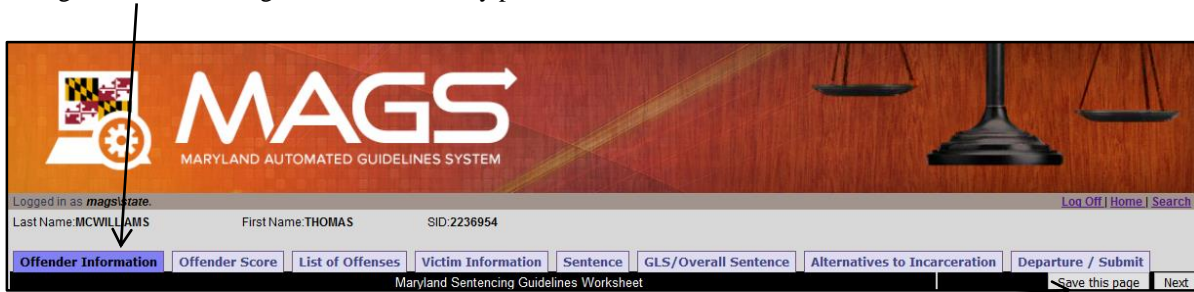 MAGS
MARYLAND AUTOMATED GUIDELINES SYSTEM
Logged in as mags\state. Log Off | Home | Search
Last Name:MCWILLIAMS First Name:THOMAS SID:2236954
Offender Information Offender Score List of Offenses Victim Information Sentence GLS/Overall Sentence Alternatives to Incarceration Departure / Submit
Maryland Sentencing Guidelines Worksheet Save this page Next